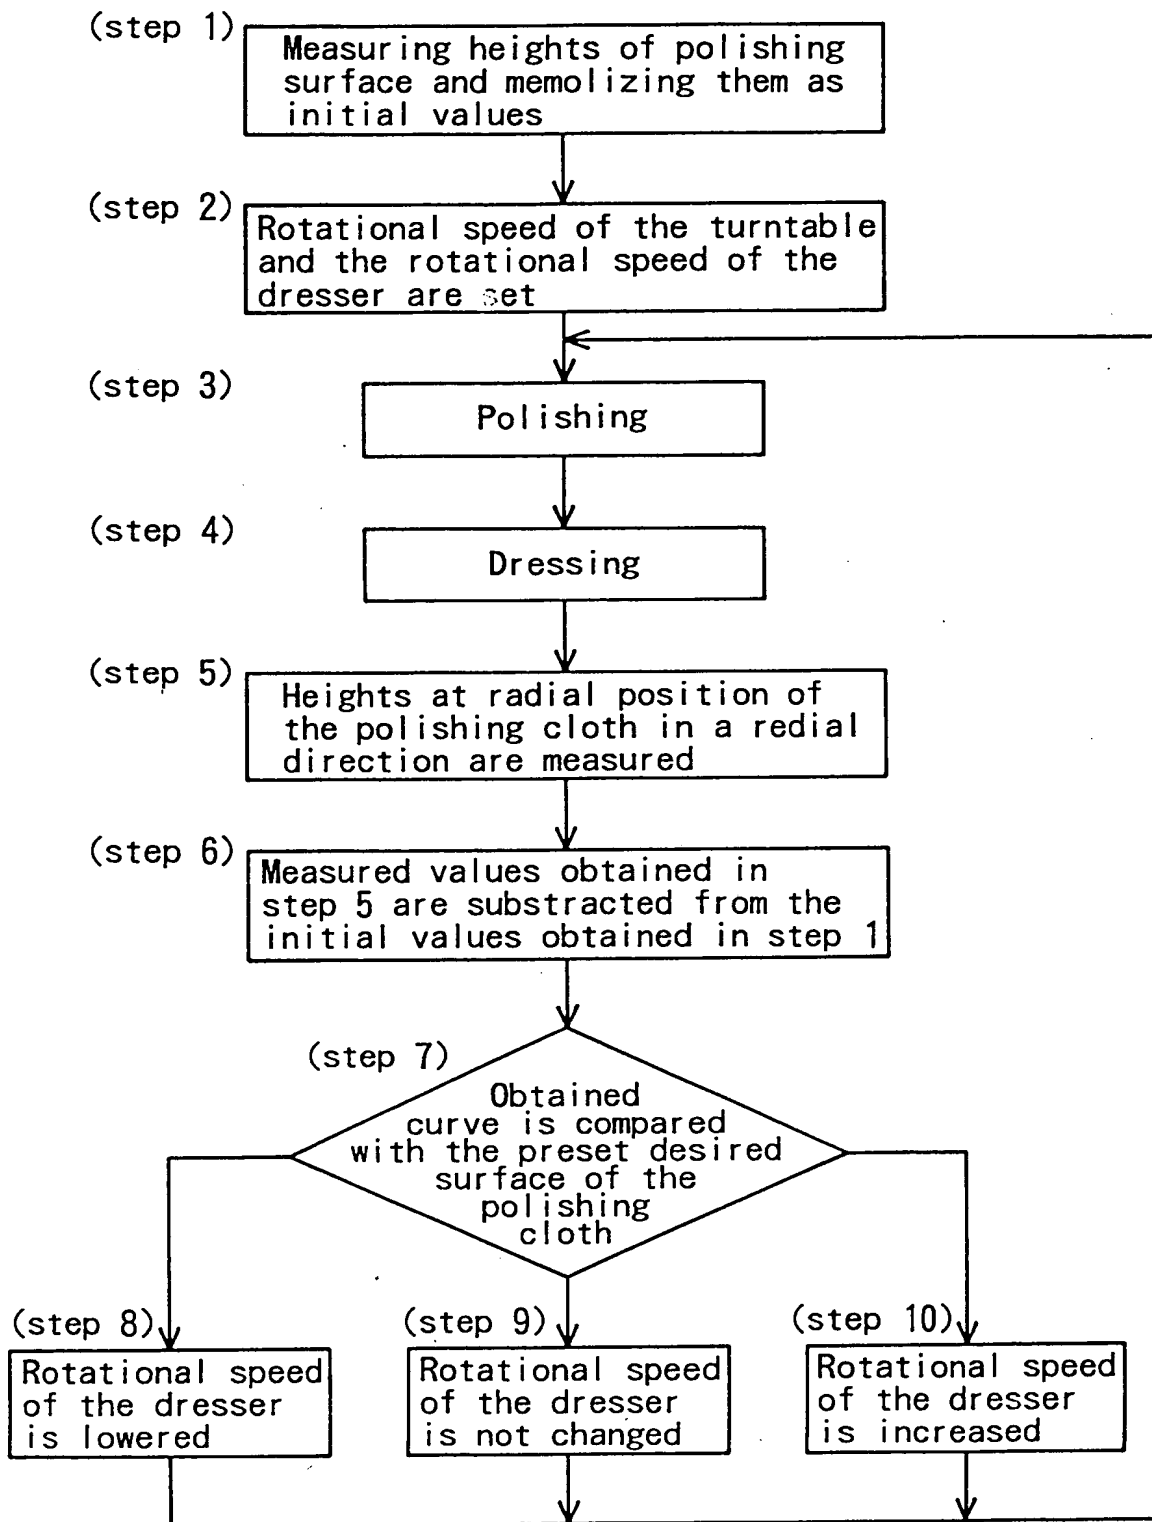 (step 1)
Measuring heights of polishing
surface and memolizing them as
initial values
(step 2)
Rotational speed of the turntable
and the rotational speed of the
dresser are set
(step 3)
Polishing
(step 4)
Dressing
(step 5)
Heights at radial position of
the polishing cloth in a redial
direction are measured
(step 6)
Measured values obtained in
step 5 are substracted from the
initial values obtained in step 1
(step 7)
Obtained
curve is compared
with the preset desired
surface of the
polishing
cloth
(step 8)
Rotational speed
of the dresser
is lowered
(step 9)
Rotational speed
of the dresser
is not changed
(step 10)
Rotational speed
of the dresser
is increased